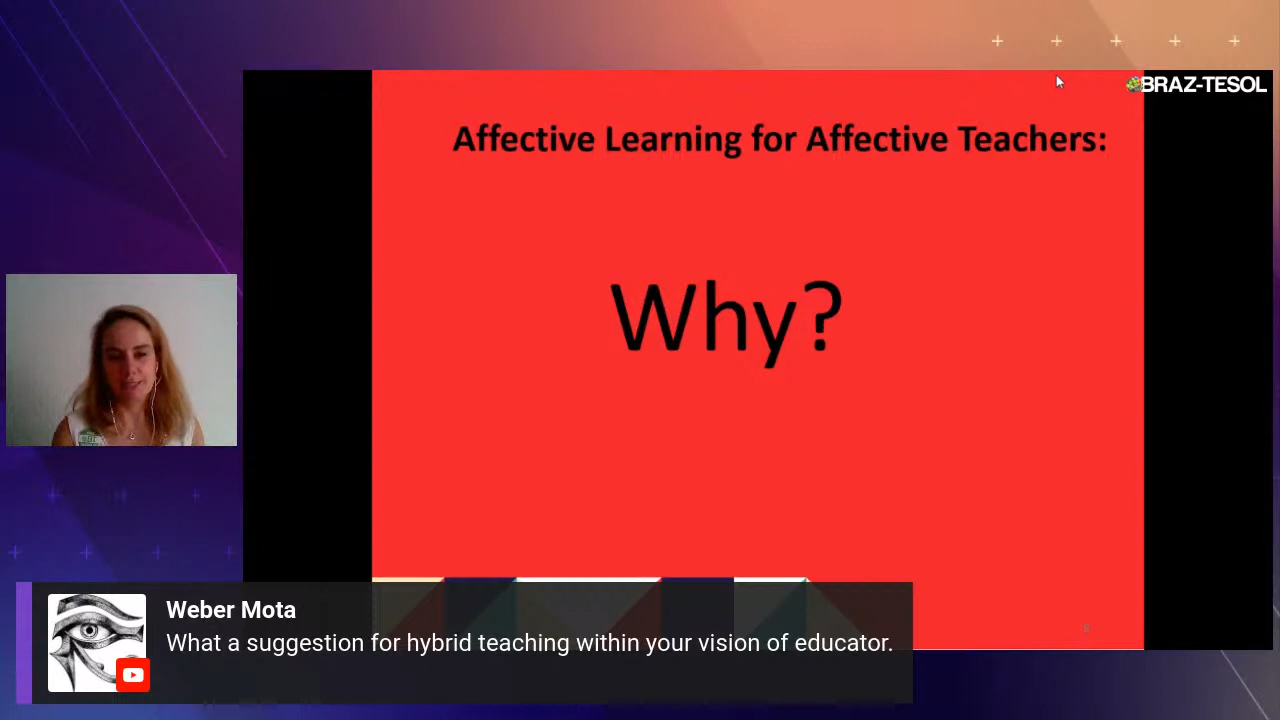 BRAZ-TESOL
Affective Learning for Affective Teachers:
Why?
Weber Mota
What a suggestion for hybrid teaching within your vision of educator.